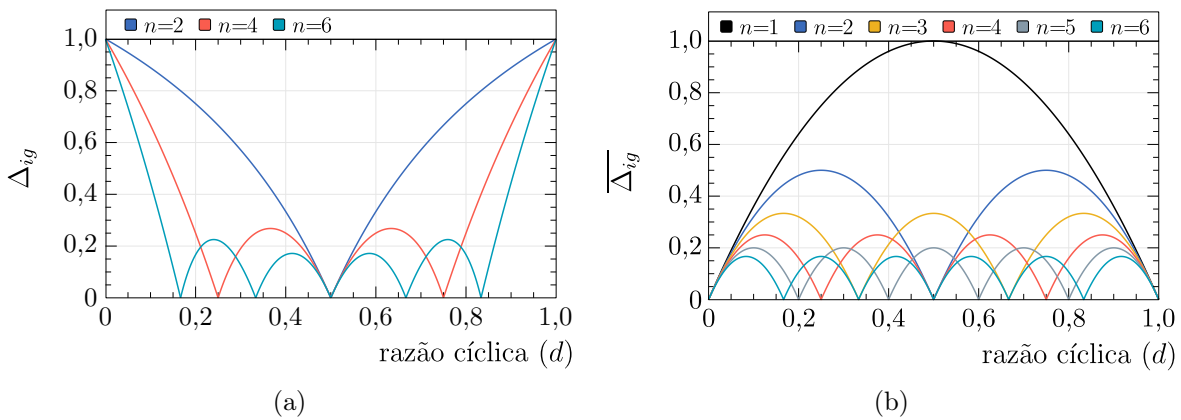 n=2 n=4 n=6
1,0
0,8
0,6
0,4
0,2
0
Δig
0 0,2 0,4 0,6 0,8 1,0
razão cíclica (d)
(a)
n=1 n=2 n=3 n=4 n=5 n=6
1,0
0,8
0,6
0,4
0,2
0
Δig
0 0,2 0,4 0,6 0,8 1,0
razão cíclica (d)
(b)